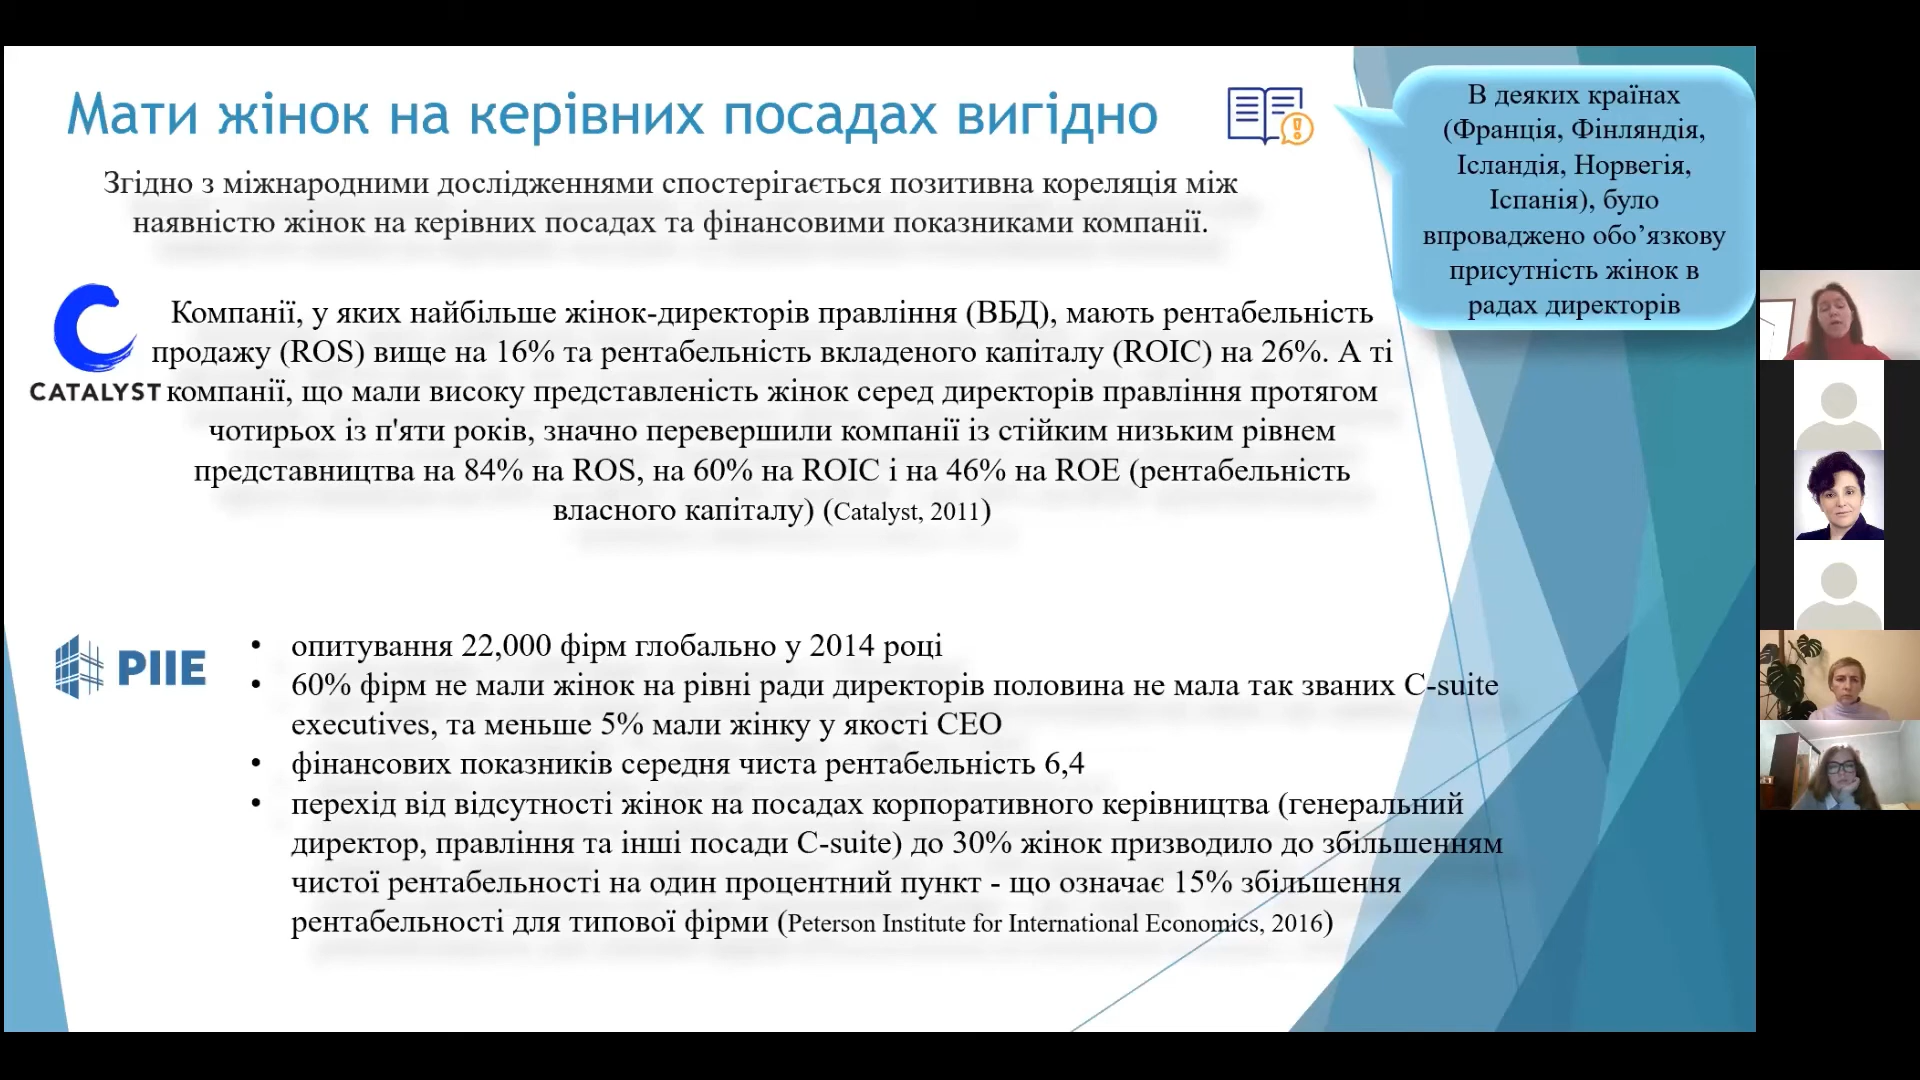 Мати жінок на керівних посадах вигідно
Згідно з міжнародними дослідженнями спостерігається позитивна кореляція між
наявністю жінок на керівних посадах та фінансовими показниками компанії.
В деяких країнах
(Франція, Фінляндія,
Ісландія, Норвегія,
Іспанія), було
впроваджено обо’язкову
присутність жінок в
радах директорів
CATALYST
Компанії, у яких найбільше жінок-директорів правління (ВБД), мають рентабельність
продажу (ROS) вище на 16% та рентабельність вкладеного капіталу (ROIC) на 26%. А ті
компанії, що мали високу представленість жінок серед директорів правління протягом
чотирьох із п'яти років, значно перевершили компанії із стійким низьким рівнем
представництва на 84% на ROS, на 60% на ROIC і на 46% на ROE (рентабельність
власного капіталу) (Catalyst, 2011)
PIIE
• опитування 22,000 фірм глобально у 2014 році
• 60% фірм не мали жінок на рівні ради директорів половина не мала так званих C-suite
executives, та меньше 5% мали жінку у якості CEO
• фінансових показників середня чиста рентабельність 6,4
• перехід від відсутності жінок на посадах корпоративного керівництва (генеральний
директор, правління та інші посади C-suite) до 30% жінок призводило до збільшенням
чистої рентабельності на один процентний пункт - що означає 15% збільшення
рентабельності для типової фірми (Peterson Institute for International Economics, 2016)